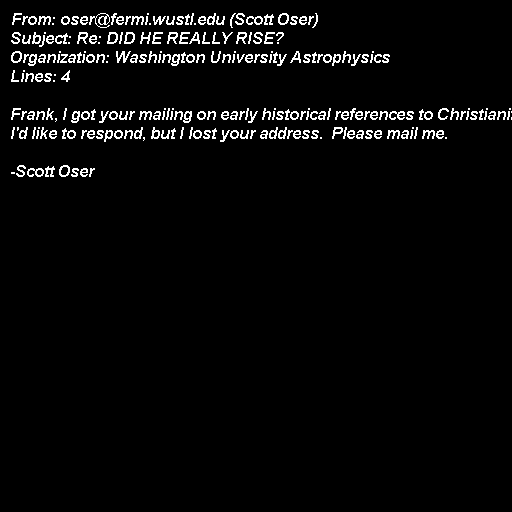 From: oser@fermi.wustl.edu (Scott Oser)
Subject: Re: DID HE REALLY RISE?
Organization: Washington University Astrophysics
Lines: 4

Frank, I got your mailing on early historical references to
I'd like to respond, but I lost your address.  Please mail me.

-Scott Oser